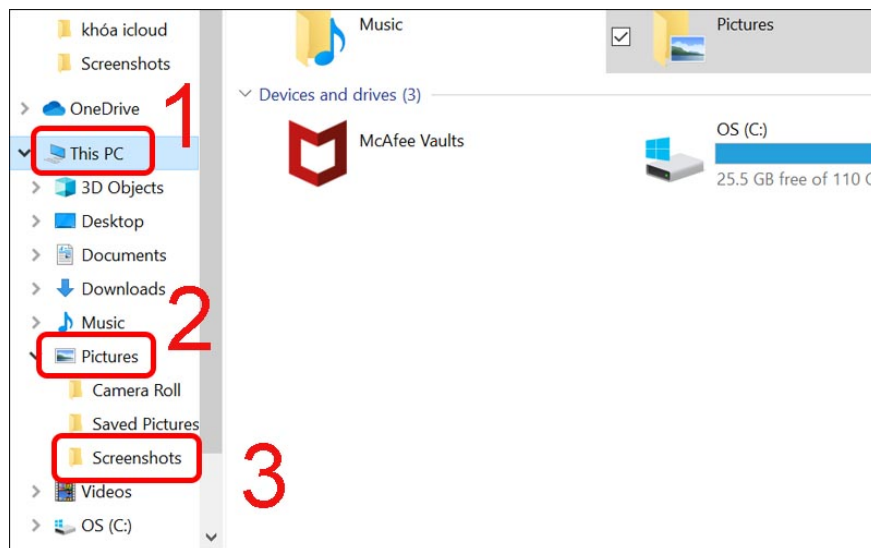 khóa icloud
Screenshots
OneDrive
1
This PC
3D Objects
Desktop
Documents
Downloads
2
Music
Pictures
Camera Roll
Saved Pictures
Screenshots
3
Videos
OS (C:)
Music
Pictures
Devices and drives (3)
McAfee Vaults
OS (C:)
25.5 GB free of 110 G